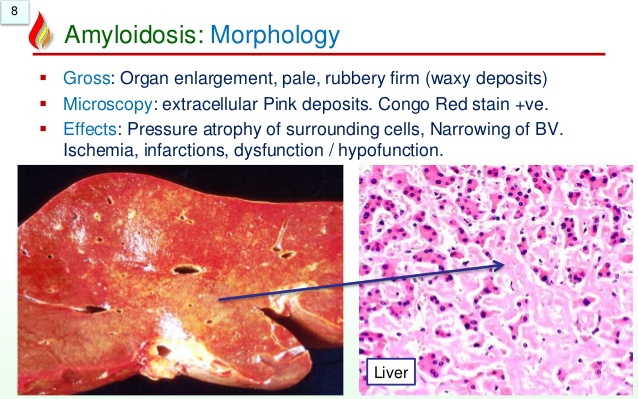 8
Amyloidosis: Morphology
▪ Gross: Organ enlargement, pale, rubbery firm (waxy deposits)
▪ Microscopy: extracellular Pink deposits. Congo Red stain +ve.
▪ Effects: Pressure atrophy of surrounding cells, Narrowing of BV.
Ischemia, infarctions, dysfunction / hypofunction.
Liver